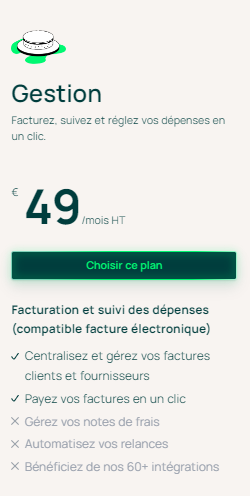 Gestion
Facturez, suivez et réglez vos dépenses en
un clic.
€ 49 /mois HT
Choisir ce plan
Facturation et suivi des dépenses
(compatible facture électronique)
Centralisez et gérez vos factures
clients et fournisseurs
Payez vos factures en un clic
Gérez vos notes de frais
Automatisez vos relances
Bénéficiez de nos 60+ intégrations